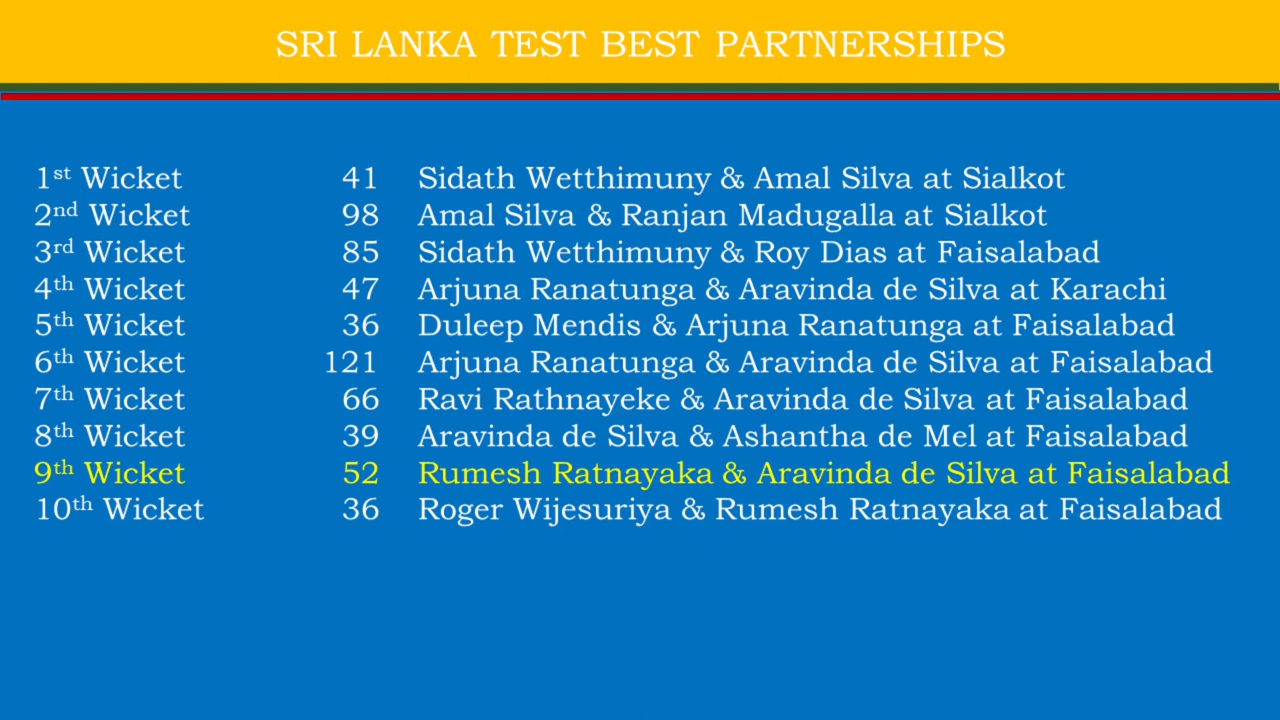 SRI LANKA TEST BEST PARTNERSHIPS
1st Wicket 41 Sidath Wetthimuny & Amal Silva at Sialkot
2nd Wicket 98 Amal Silva & Ranjan Madugalla at Sialkot
3rd Wicket 85 Sidath Wetthimuny & Roy Dias at Faisalabad
4th Wicket 47 Arjuna Ranatunga & Aravinda de Silva at Karachi
5th Wicket 36 Duleep Mendis & Arjuna Ranatunga at Faisalabad
6th Wicket 121 Arjuna Ranatunga & Aravinda de Silva at Faisalabad
7th Wicket 66 Ravi Rathnayeke & Aravinda de Silva at Faisalabad
8th Wicket 39 Aravinda de Silva & Ashantha de Mel at Faisalabad
9th Wicket 52 Rumesh Ratnayaka & Aravinda de Silva at Faisalabad
10th Wicket 36 Roger Wijesuriya & Rumesh Ratnayaka at Faisalabad